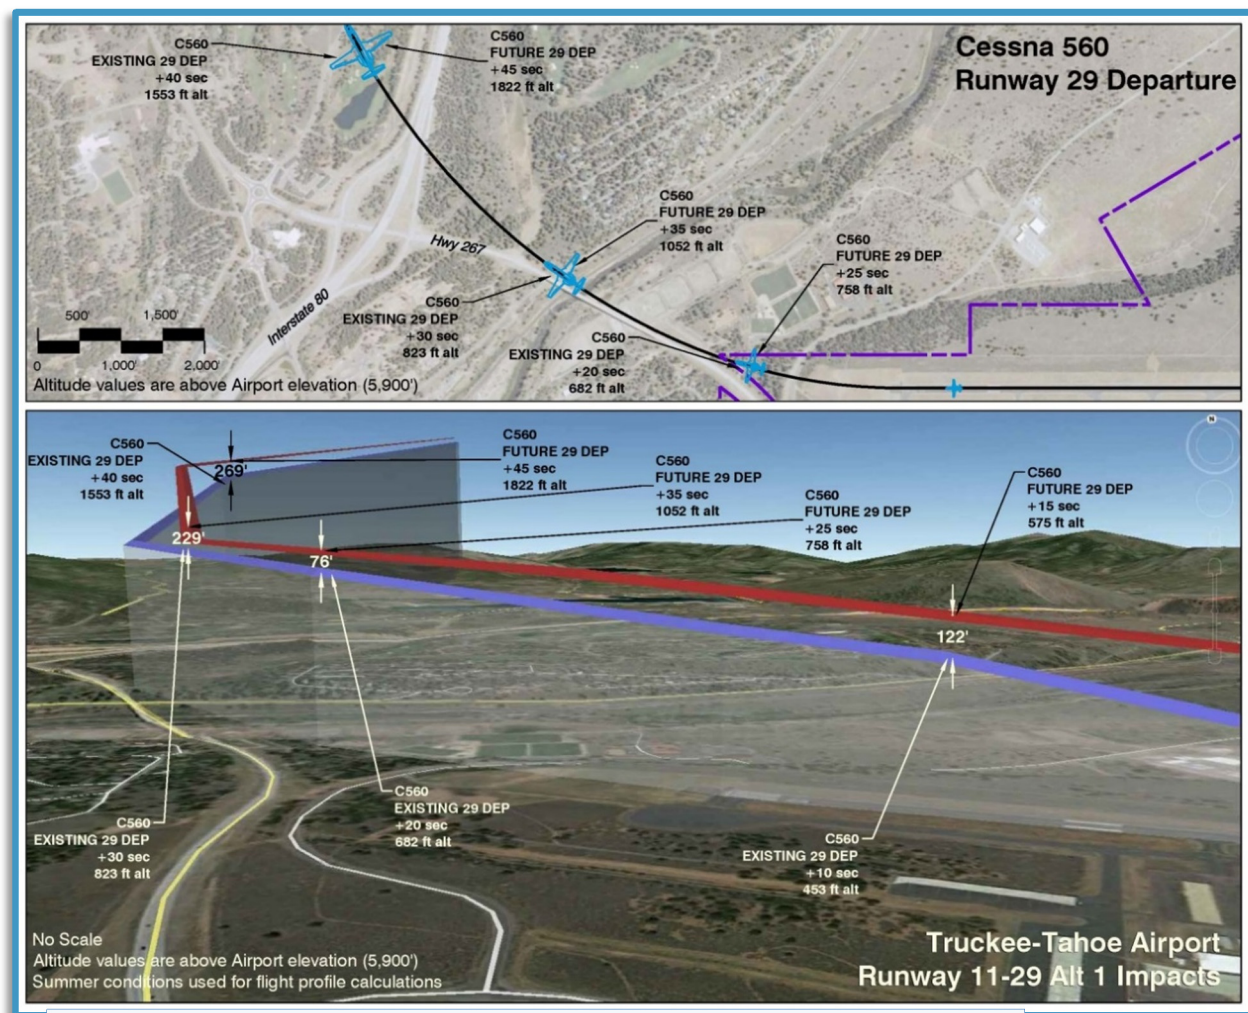 C560
EXISTING 29 DEP
+40 sec
1553 ft alt
C560
FUTURE 29 DEP
+45 sec
1822 ft alt
Cessna 560
Runway 29 Departure
C560
FUTURE 29 DEP
+35 sec
1052 ft alt
Hwy 267
C560
FUTURE 29 DEP
+25 sec
758 ft alt
Interstate 80
C560
EXISTING 29 DEP
+30 sec
823 ft alt
C560
EXISTING 29 DEP
+20 sec
682 ft alt
500'
1,500'
0
1,000'
2,000'
Altitude values are above Airport elevation (5,900')
C560
EXISTING 29 DEP
+40 sec
1553 ft alt
269'
C560
FUTURE 29 DEP
+45 sec
1822 ft alt
C560
FUTURE 29 DEP
+35 sec
1052 ft alt
C560
FUTURE 29 DEP
+25 sec
758 ft alt
C560
FUTURE 29 DEP
+15 sec
575 ft alt
N
229'
76'
122'
C560
EXISTING 29 DEP
+30 sec
823 ft alt
C560
EXISTING 29 DEP
+20 sec
682 ft alt
C560
EXISTING 29 DEP
+10 sec
453 ft alt
No Scale
Altitude values are above Airport elevation (5,900')
Summer conditions used for flight profile calculations
Truckee-Tahoe Airport
Runway 11-29 Alt 1 Impacts